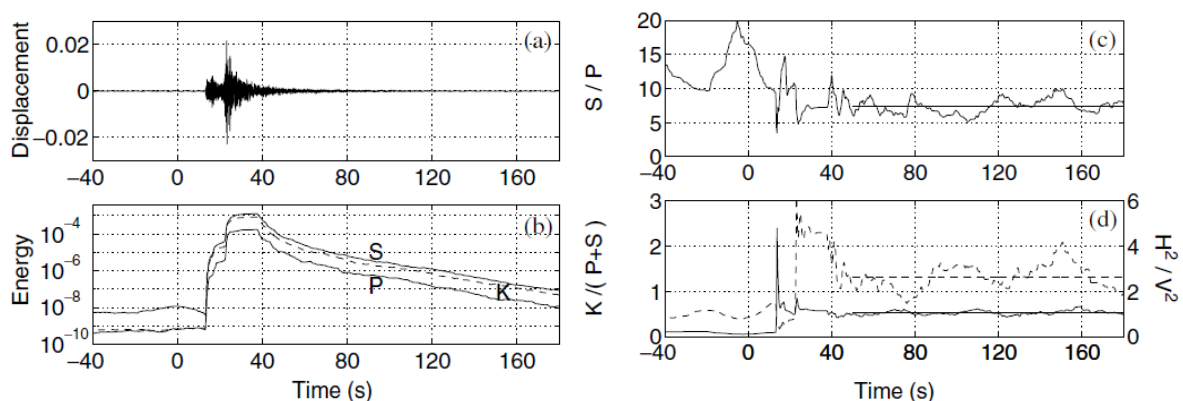 (a)
Displacement
0.02
0
−0.02
−40 0 40 80 120 160
(b)
Energy
10⁻⁴
10⁻⁶
10⁻⁸
10⁻¹⁰
S
K
P
−40 0 40 80 120 160
Time (s)
(c)
S / P
20
15
10
5
0
−40 0 40 80 120 160
(d)
K /( P+S)
3
2
1
0
6
4
2
0
H² / V²
−40 0 40 80 120 160
Time (s)